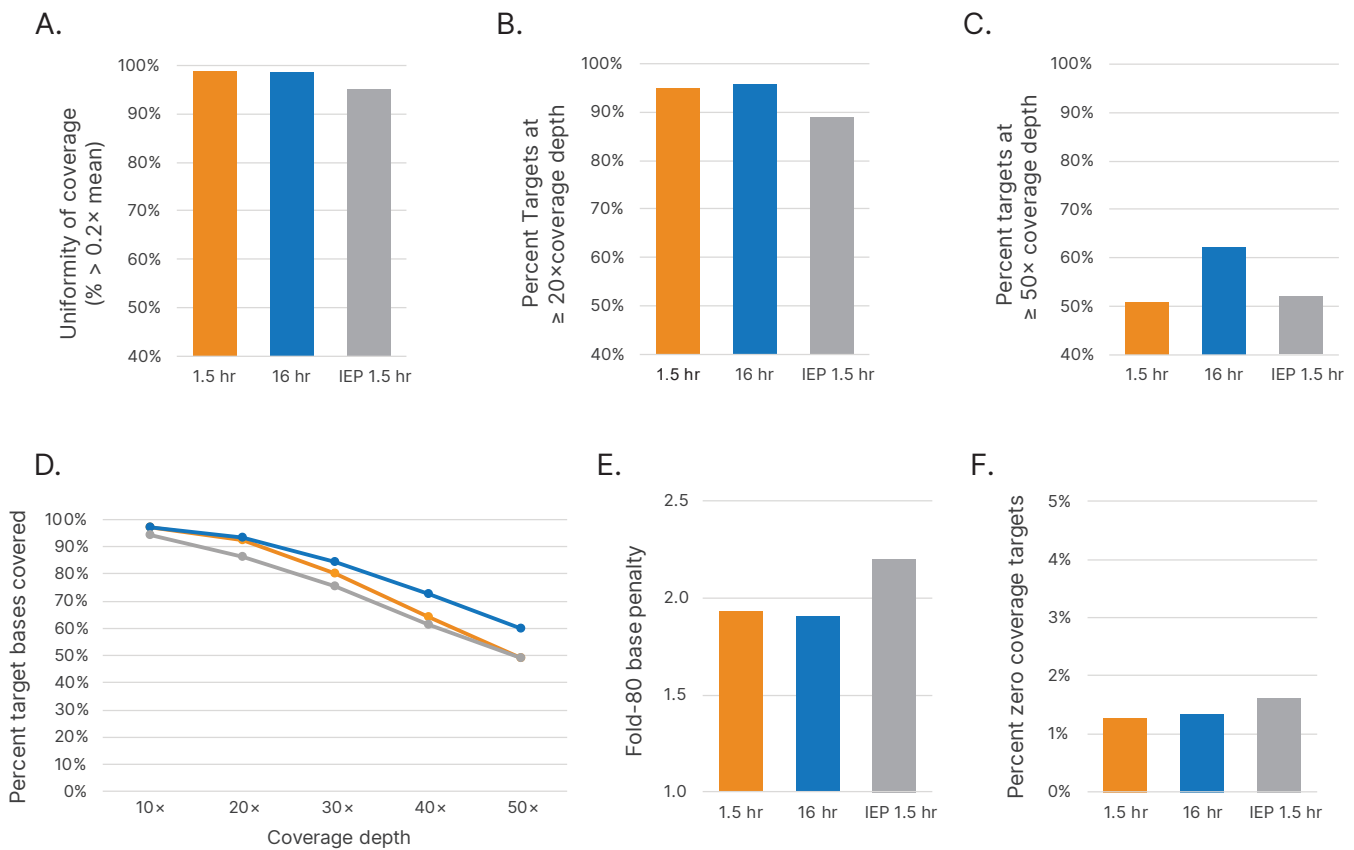 A.
Uniformity of coverage
(% > 0.2× mean)
100%
90%
80%
70%
60%
50%
40%
1.5 hr
16 hr
IEP 1.5 hr
B.
Percent Targets at
≥ 20×coverage depth
100%
90%
80%
70%
60%
50%
40%
1.5 hr
16 hr
IEP 1.5 hr
C.
Percent targets at
≥ 50× coverage depth
100%
90%
80%
70%
60%
50%
40%
1.5 hr
16 hr
IEP 1.5 hr
D.
Percent target bases covered
100%
90%
80%
70%
60%
50%
40%
30%
20%
10%
0%
10×
20×
30×
40×
50×
Coverage depth
E.
Fold-80 base penalty
2.5
2.0
1.5
1.0
1.5 hr
16 hr
IEP 1.5 hr
F.
Percent zero coverage targets
5%
4%
3%
2%
1%
0%
1.5 hr
16 hr
IEP 1.5 hr